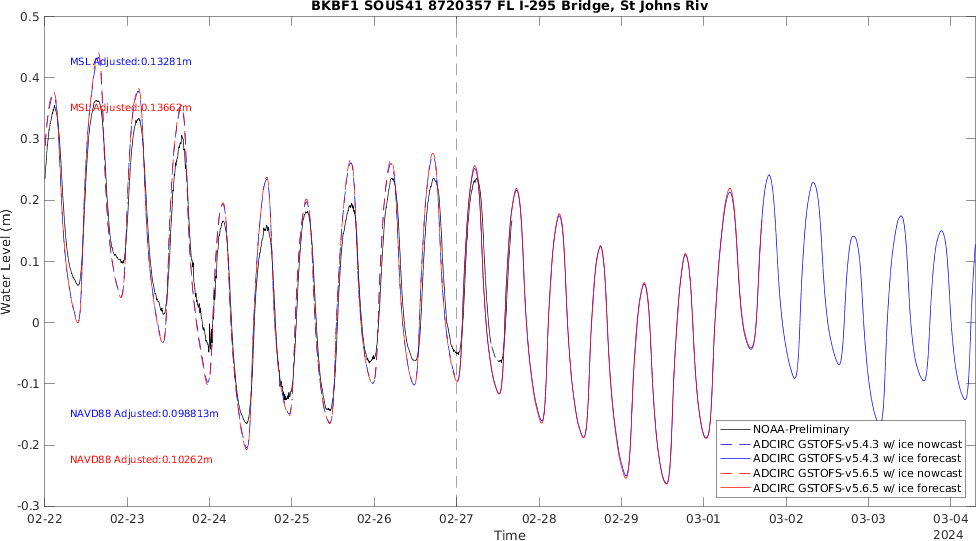 BKBF1 SOUS41 8720357 FL I-295 Bridge, St Johns Riv
0.5
0.4
0.3
0.2
0.1
0
-0.1
-0.2
-0.3
Water Level (m)
MSL Adjusted:0.13281m
MSL Adjusted:0.13662m
NAVD88 Adjusted:0.098813m
NAVD88 Adjusted:0.10262m
NOAA-Preliminary
ADCIRC GSTOFS-v5.4.3 w/ ice nowcast
ADCIRC GSTOFS-v5.4.3 w/ ice forecast
ADCIRC GSTOFS-v5.6.5 w/ ice nowcast
ADCIRC GSTOFS-v5.6.5 w/ ice forecast
02-22 02-23 02-24 02-25 02-26 02-27 02-28 02-29 03-01 03-02 03-03 03-04
Time 2024